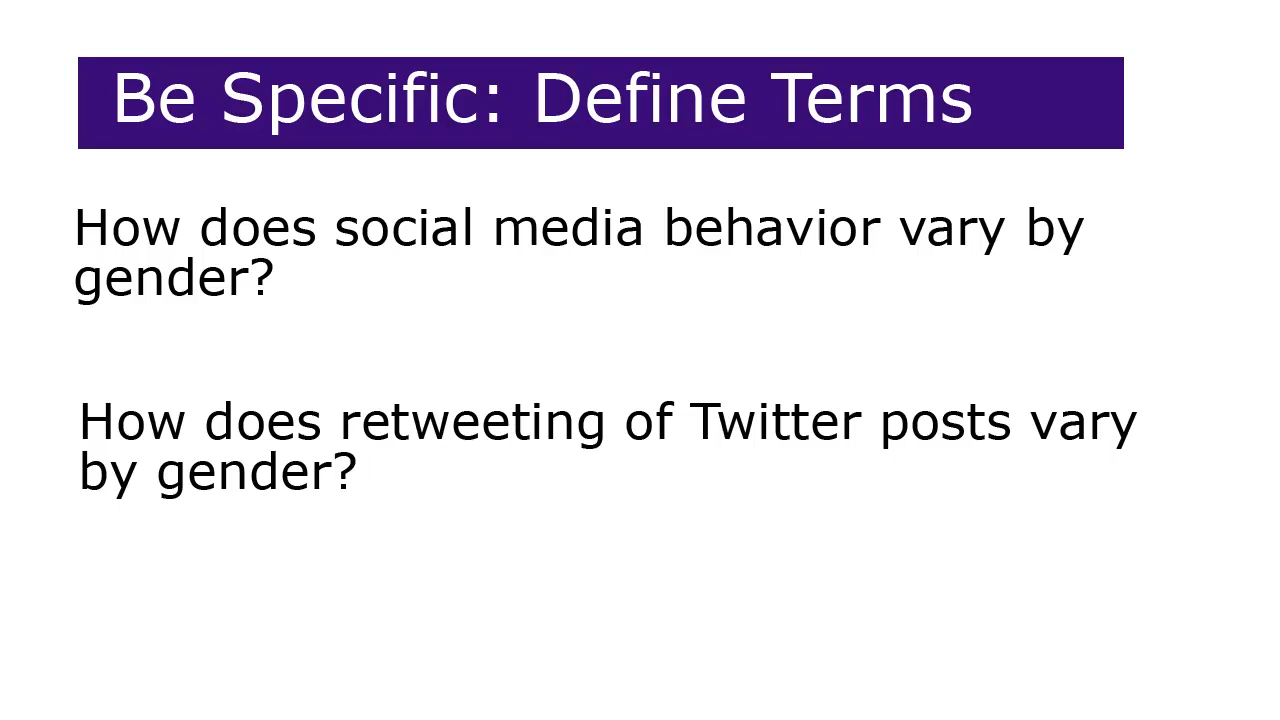 Be Specific: Define Terms
How does social media behavior vary by
gender?
How does retweeting of Twitter posts vary
by gender?